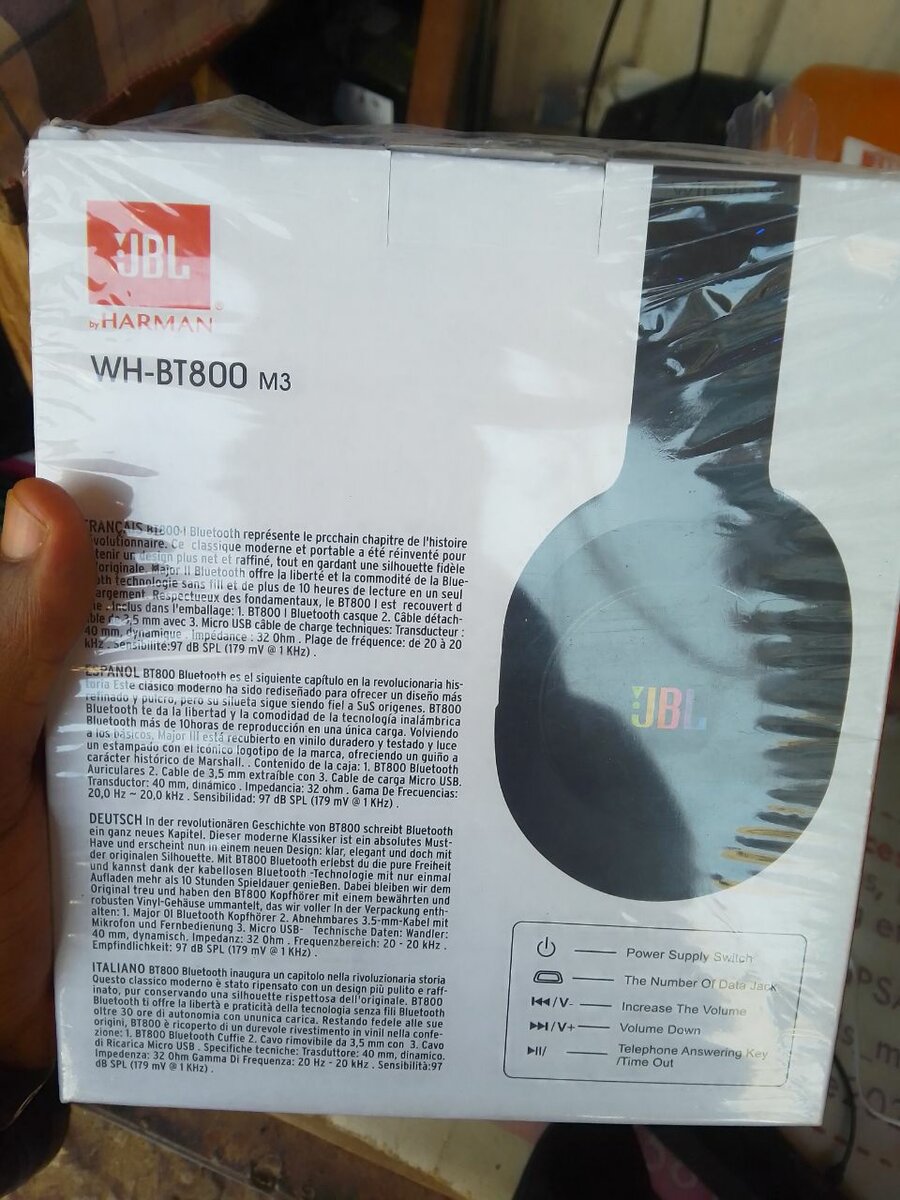 JBL
by HARMAN
WH-BT800 M3
BT800 I Bluetooth représente le prcchain chapitre de l'histoire
volutionnaire. Ce classique moderne et portable a été réinventé pour
tenir un design plus net et raffiné, tout en gardant une silhouette fidèle
l'originale. Major II Bluetooth offre la liberté et la commodité de la Blue-
oth technologie sans fill et de plus de 10 heures de lecture en un seul
argement. Respectueux des fondamentaux, le BT800 I est recouvert d
Inclus dans l'emballage: 1. BT800 I Bluetooth casque 2. Câble détach-
ble de 3,5 mm avec 3. Micro USB câble de charge techniques: Transducteur :
40 mm, dynamique . Impédance : 32 Ohm . Plage de fréquence: de 20 à 20
kHz . Sensibilité:97 dB SPL (179 mV @ 1 KHz) .
ESPANOL BT800 Bluetooth es el siguiente capítulo en la revolucionaria his-
toria Este clásico moderno ha sido rediseñado para ofrecer un diseño más
refinado y pulcro, pero su silueta sigue siendo fiel a SuS orígenes. BT800
Bluetooth te da la libertad y la comodidad de la tecnología inalámbrica
Bluetooth más de 10horas de reproducción en una única carga. Volviendo
a los básicos, Major III está recubierto en vinilo duradero y testado y luce
un estampado con el icónico logotipo de la marca, ofreciendo un guiño a
carácter histórico de Marshall. . Contenido de la caja: 1. BT800 Bluetooth
Auriculares 2. Cable de 3,5 mm extraíble con 3. Cable de carga Micro USB.
Transductor: 40 mm, dinámico . Impedancia: 32 ohm . Gama De Frecuencias:
20,0 Hz ~ 20,0 kHz . Sensibilidad: 97 dB SPL (179 mV @ 1 KHz) .
DEUTSCH In der revolutionären Geschichte von BT800 schreibt Bluetooth
ein ganz neues Kapitel. Dieser moderne Klassiker ist ein absolutes Must-
Have und erscheint nun in einem neuen Design: klar, elegant und doch mit
der originalen Silhouette. Mit BT800 Bluetooth erlebst du die pure Freiheit
und kannst dank der kabellosen Bluetooth -Technologie mit nur einmal
Aufladen mehr als 10 Stunden Spieldauer genieBen. Dabei bleiben wir dem
Original treu und haben den BT800 Kopfhörer mit einem bewährten und
robusten Vinyl-Gehäuse ummantelt, das wir voller In der Verpackung enth-
alten: 1. Major OI Bluetooth Kopfhörer 2. Abnehmbares 3.5-mm-Kabel mit
Mikrofon und Fernbedienung 3. Micro USB- Technische Daten: Wandler:
40 mm, dynamisch. Impedanz: 32 Ohm . Frequenzbereich: 20 - 20 kHz .
Empfindlichkeit: 97 dB SPL (179 mV @ 1 KHz) .
ITALIANO BT800 Bluetooth inaugura un capitolo nella rivoluzionaria storia
Questo classico moderno è stato ripensato con un design più pulito e raff-
inato, pur conservando una silhouette rispettosa dell'originale. BT800
Bluetooth ti offre la libertà e praticità della tecnologia senza fili Bluetooth
oltre 30 ore di autonomia con ununica carica. Restando fedele alle sue
origini, BT800 è ricoperto di un durevole rivestimento in vinil nella confe-
zione: 1. BT800 Bluetooth Cuffie 2. Cavo rimovibile da 3,5 mm con 3. Cavo
di Ricarica Micro USB . Specifiche tecniche: Trasduttore: 40 mm, dinamico.
Impedenza: 32 Ohm Gamma Di Frequenza: 20 Hz - 20 kHz . Sensibilità:97
dB SPL (179 mV @ 1 KHz) .
JBL
Power Supply Switch
The Number Of Data Jack
/V- Increase The Volume
/V+ Volume Down
Telephone Answering Key
/Time Out